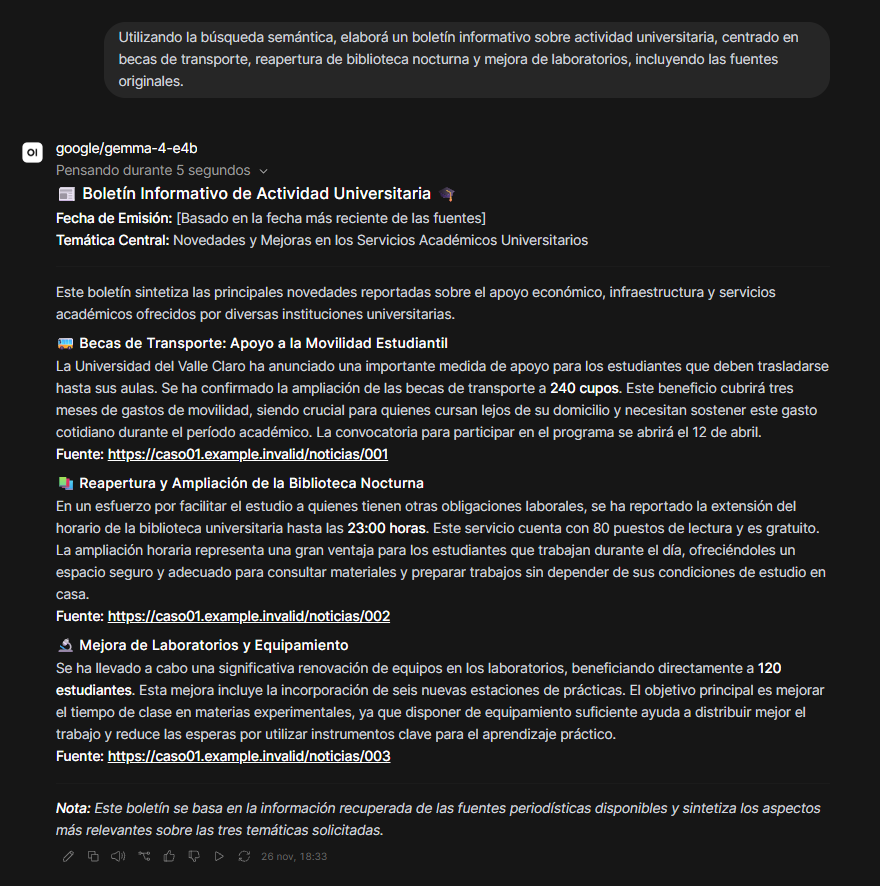 Utilizando la búsqueda semántica, elaborá un boletín informativo sobre actividad universitaria, centrado en
becas de transporte, reapertura de biblioteca nocturna y mejora de laboratorios, incluyendo las fuentes
originales.
OI
google/gemma-4-e4b
Pensando durante 5 segundos
Boletín Informativo de Actividad Universitaria
Fecha de Emisión: [Basado en la fecha más reciente de las fuentes]
Temática Central: Novedades y Mejoras en los Servicios Académicos Universitarios
Este boletín sintetiza las principales novedades reportadas sobre el apoyo económico, infraestructura y servicios
académicos ofrecidos por diversas instituciones universitarias.
Becas de Transporte: Apoyo a la Movilidad Estudiantil
La Universidad del Valle Claro ha anunciado una importante medida de apoyo para los estudiantes que deben trasladarse
hasta sus aulas. Se ha confirmado la ampliación de las becas de transporte a 240 cupos. Este beneficio cubrirá tres
meses de gastos de movilidad, siendo crucial para quienes cursan lejos de su domicilio y necesitan sostener este gasto
cotidiano durante el período académico. La convocatoria para participar en el programa se abrirá el 12 de abril.
Fuente: https://caso01.example.invalid/noticias/001
Reapertura y Ampliación de la Biblioteca Nocturna
En un esfuerzo por facilitar el estudio a quienes tienen otras obligaciones laborales, se ha reportado la extensión del
horario de la biblioteca universitaria hasta las 23:00 horas. Este servicio cuenta con 80 puestos de lectura y es gratuito.
La ampliación horaria representa una gran ventaja para los estudiantes que trabajan durante el día, ofreciéndoles un
espacio seguro y adecuado para consultar materiales y preparar trabajos sin depender de sus condiciones de estudio en
casa.
Fuente: https://caso01.example.invalid/noticias/002
Mejora de Laboratorios y Equipamiento
Se ha llevado a cabo una significativa renovación de equipos en los laboratorios, beneficiando directamente a 120
estudiantes. Esta mejora incluye la incorporación de seis nuevas estaciones de prácticas. El objetivo principal es mejorar
el tiempo de clase en materias experimentales, ya que disponer de equipamiento suficiente ayuda a distribuir mejor el
trabajo y reduce las esperas por utilizar instrumentos clave para el aprendizaje práctico.
Fuente: https://caso01.example.invalid/noticias/003
Nota: Este boletín se basa en la información recuperada de las fuentes periodísticas disponibles y sintetiza los aspectos
más relevantes sobre las tres temáticas solicitadas.
26 nov, 18:33